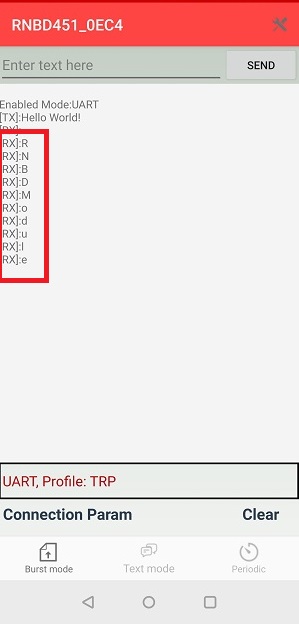 RNBD451_0EC4
Enter text here
SEND
Enabled Mode:UART
[TX]:Hello World!
RX]:R
RX]:N
RX]:B
RX]:D
RX]:M
RX]:o
RX]:d
RX]:u
RX]:l
RX]:e
UART, Profile: TRP
Connection Param
Clear
Burst mode
Text mode
Periodic